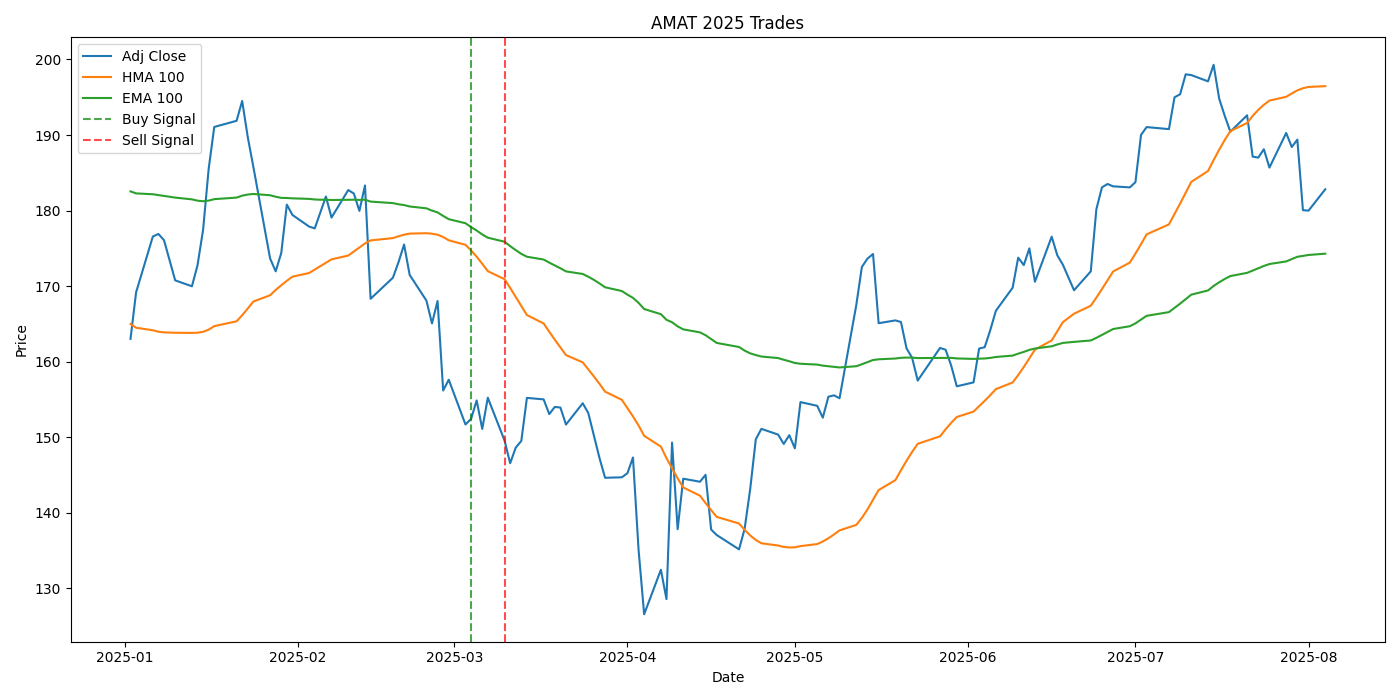 AMAT 2025 Trades
Adj Close
HMA 100
EMA 100
Buy Signal
Sell Signal
Price
200
190
180
170
160
150
140
130
2025-01
2025-02
2025-03
2025-04
2025-05
2025-06
2025-07
2025-08
Date